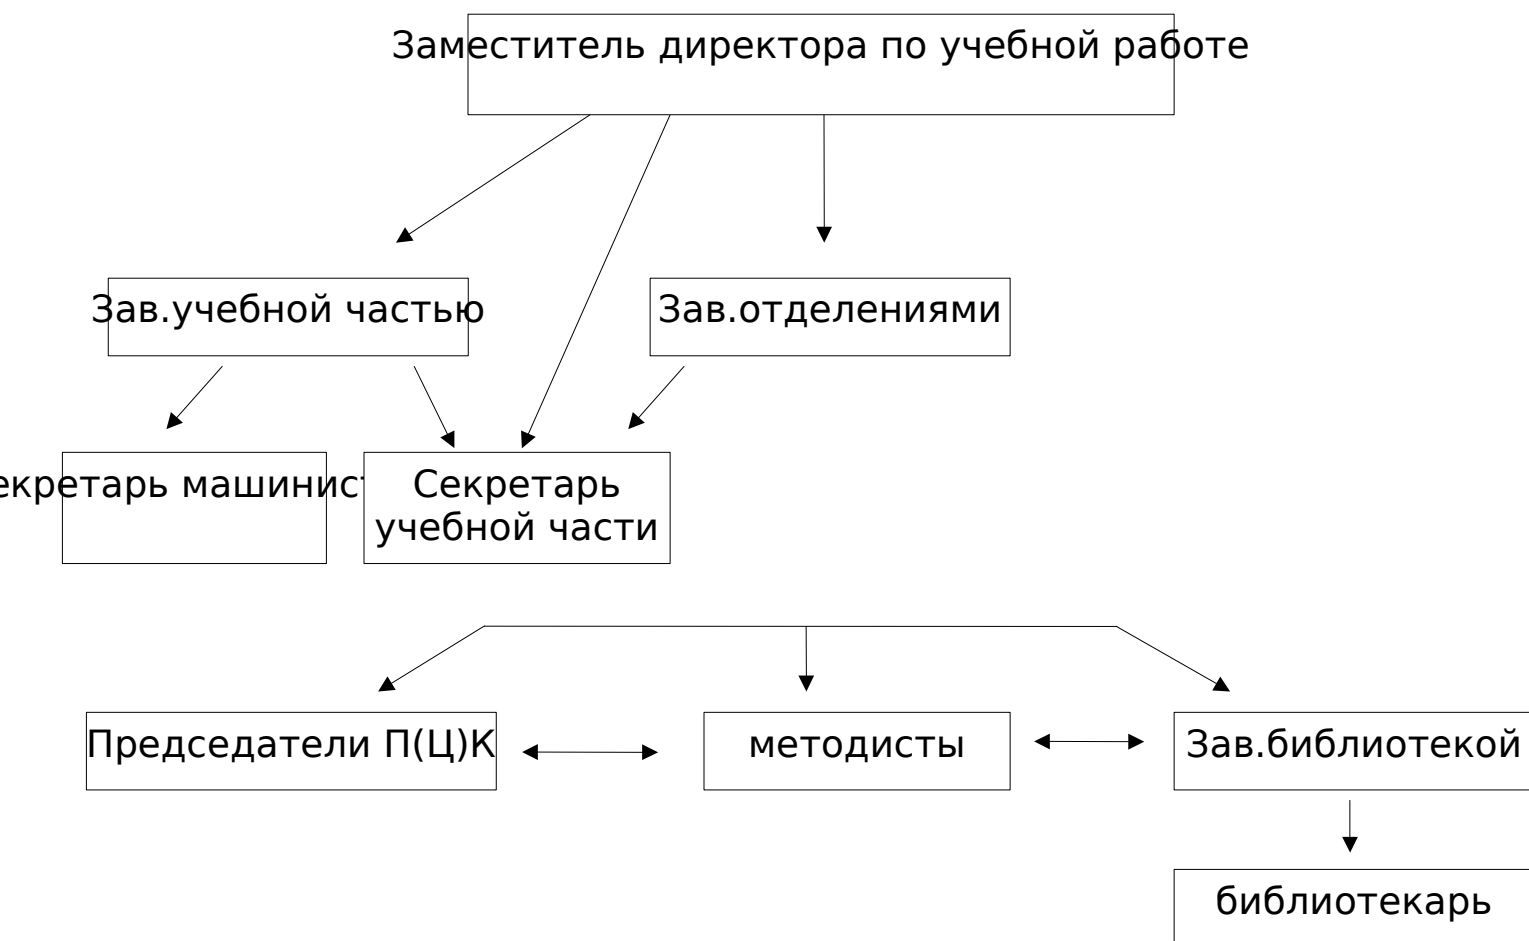 Заместитель директора по учебной работе
Зав.учебной частью
Зав.отделениями
екретарь машинист
Секретарь
учебной части
Председатели П(Ц)К
методисты
Зав.библиотекой
библиотекарь